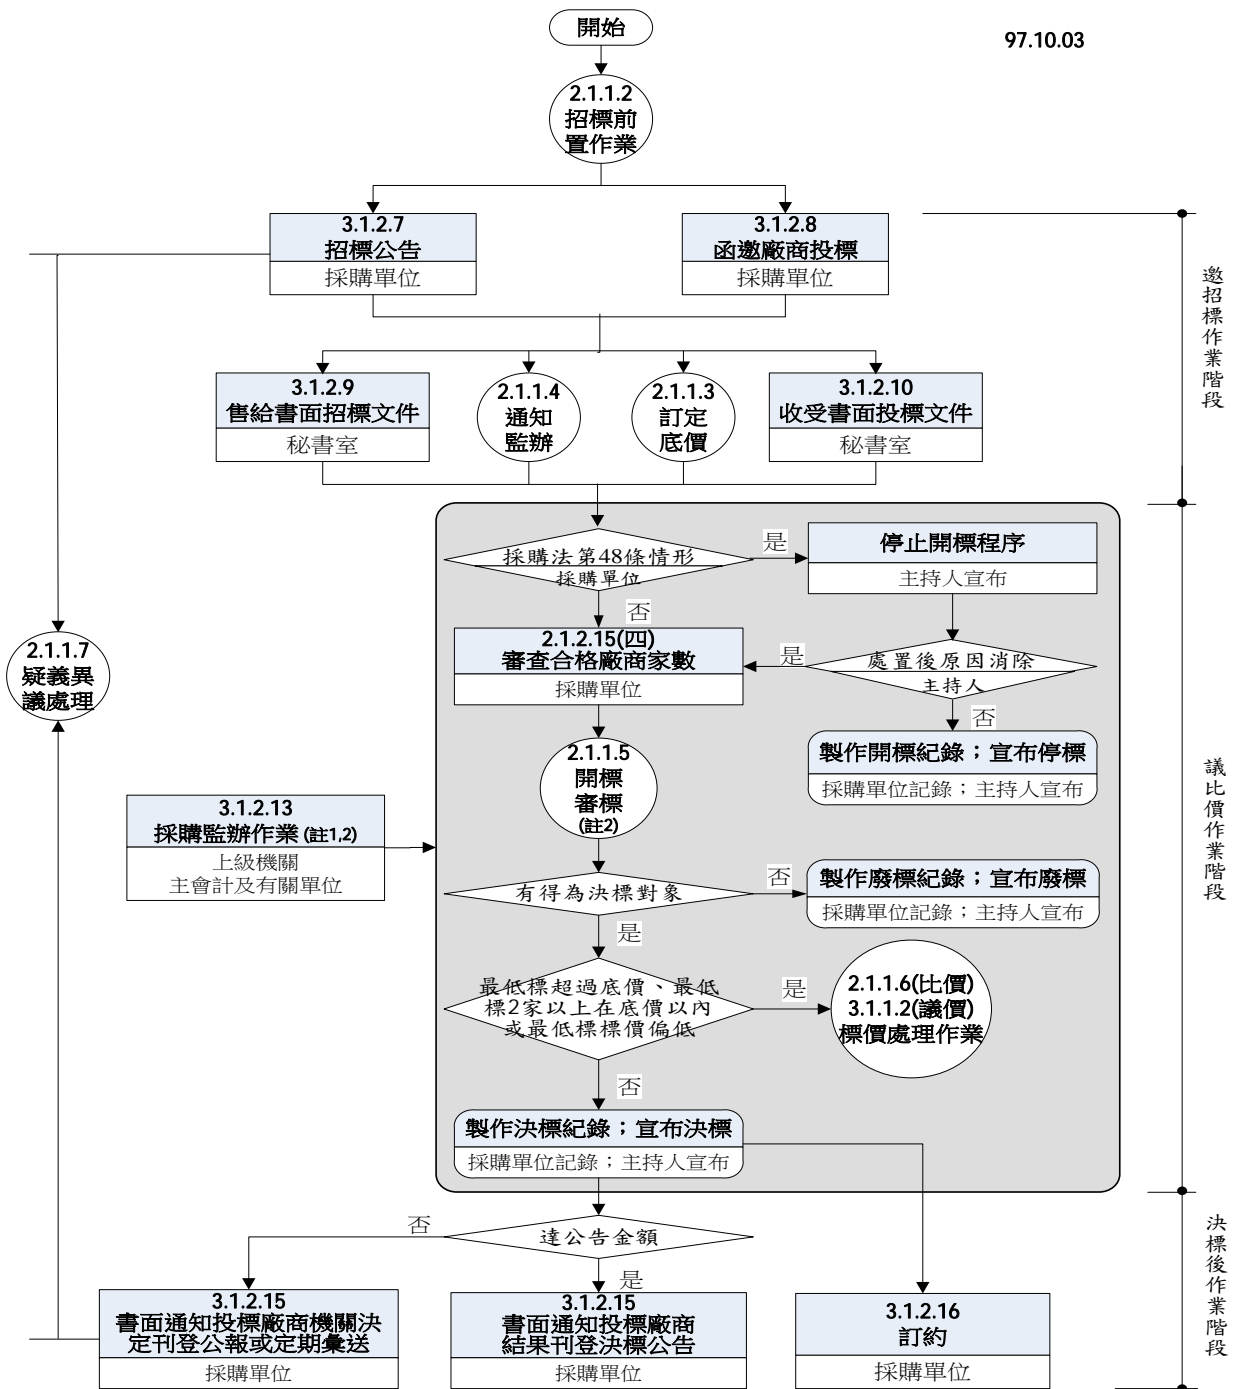 開始
97.10.03
2.1.1.2
招標前
置作業
3.1.2.7
招標公告
採購單位
3.1.2.8
函邀廠商投標
採購單位
邀招標作業階段
3.1.2.9
售給書面招標文件
秘書室
2.1.1.4
通知
監辦
2.1.1.3
訂定
底價
3.1.2.10
收受書面投標文件
秘書室
採購法第48條情形
採購單位
是
停止開標程序
主持人宣布
否
2.1.2.15(四)
審查合格廠商家數
採購單位
是
處置後原因消除
主持人
否
2.1.1.7
疑義異
議處理
2.1.1.5
開標
審標
(註2)
製作開標紀錄；宣布停標
採購單位記錄；主持人宣布
議比價作業階段
3.1.2.13
採購監辦作業 (註1,2)
上級機關
主會計及有關單位
有得為決標對象
否
製作廢標紀錄；宣布廢標
採購單位記錄；主持人宣布
是
最低標超過底價、最低
標2家以上在底價以內
或最低標標價偏低
是
2.1.1.6(比價)
3.1.1.2(議價)
標價處理作業
否
製作決標紀錄；宣布決標
採購單位記錄；主持人宣布
否
達公告金額
是
決標後作業階段
3.1.2.15
書面通知投標廠商機關決
定刊登公報或定期彙送
採購單位
3.1.2.15
書面通知投標廠商
結果刊登決標公告
採購單位
3.1.2.16
訂約
採購單位